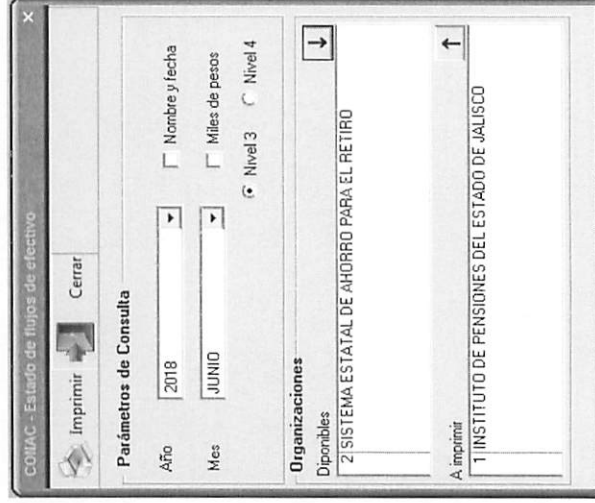 CONAC - Estado de flujos de efectivo
Imprimir Cerrar
Parámetros de Consulta
Año 2018 Nombre y fecha
Mes JUNIO Miles de pesos
Nivel 3 Nivel 4
Organizaciones
Disponibles
2 SISTEMA ESTATAL DE AHORRO PARA EL RETIRO
A imprimir
1 INSTITUTO DE PENSIONES DEL ESTADO DE JALISCO